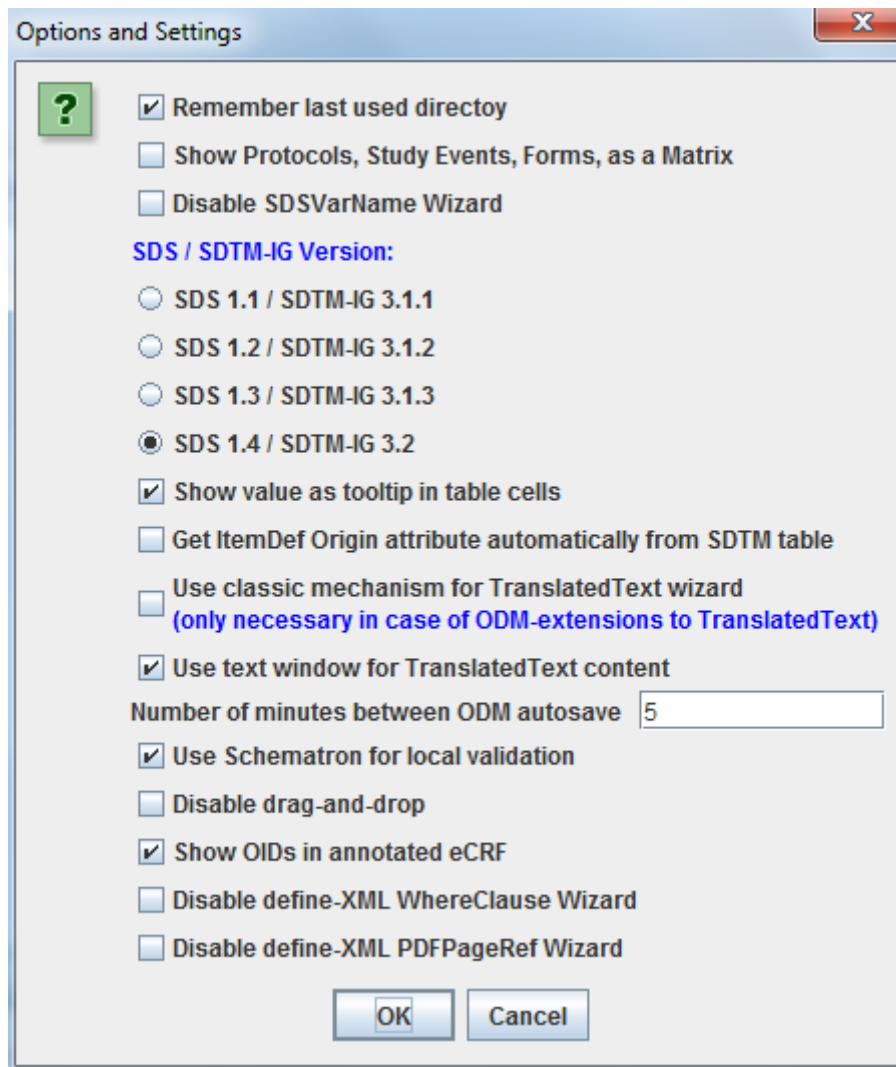 Options and Settings
?
Remember last used directoy
Show Protocols, Study Events, Forms, as a Matrix
Disable SDSVarName Wizard
SDS / SDTM-IG Version:
SDS 1.1 / SDTM-IG 3.1.1
SDS 1.2 / SDTM-IG 3.1.2
SDS 1.3 / SDTM-IG 3.1.3
SDS 1.4 / SDTM-IG 3.2
Show value as tooltip in table cells
Get ItemDef Origin attribute automatically from SDTM table
Use classic mechanism for TranslatedText wizard
(only necessary in case of ODM-extensions to TranslatedText)
Use text window for TranslatedText content
Number of minutes between ODM autosave 5
Use Schematron for local validation
Disable drag-and-drop
Show OIDs in annotated eCRF
Disable define-XML WhereClause Wizard
Disable define-XML PDFPageRef Wizard
OK Cancel